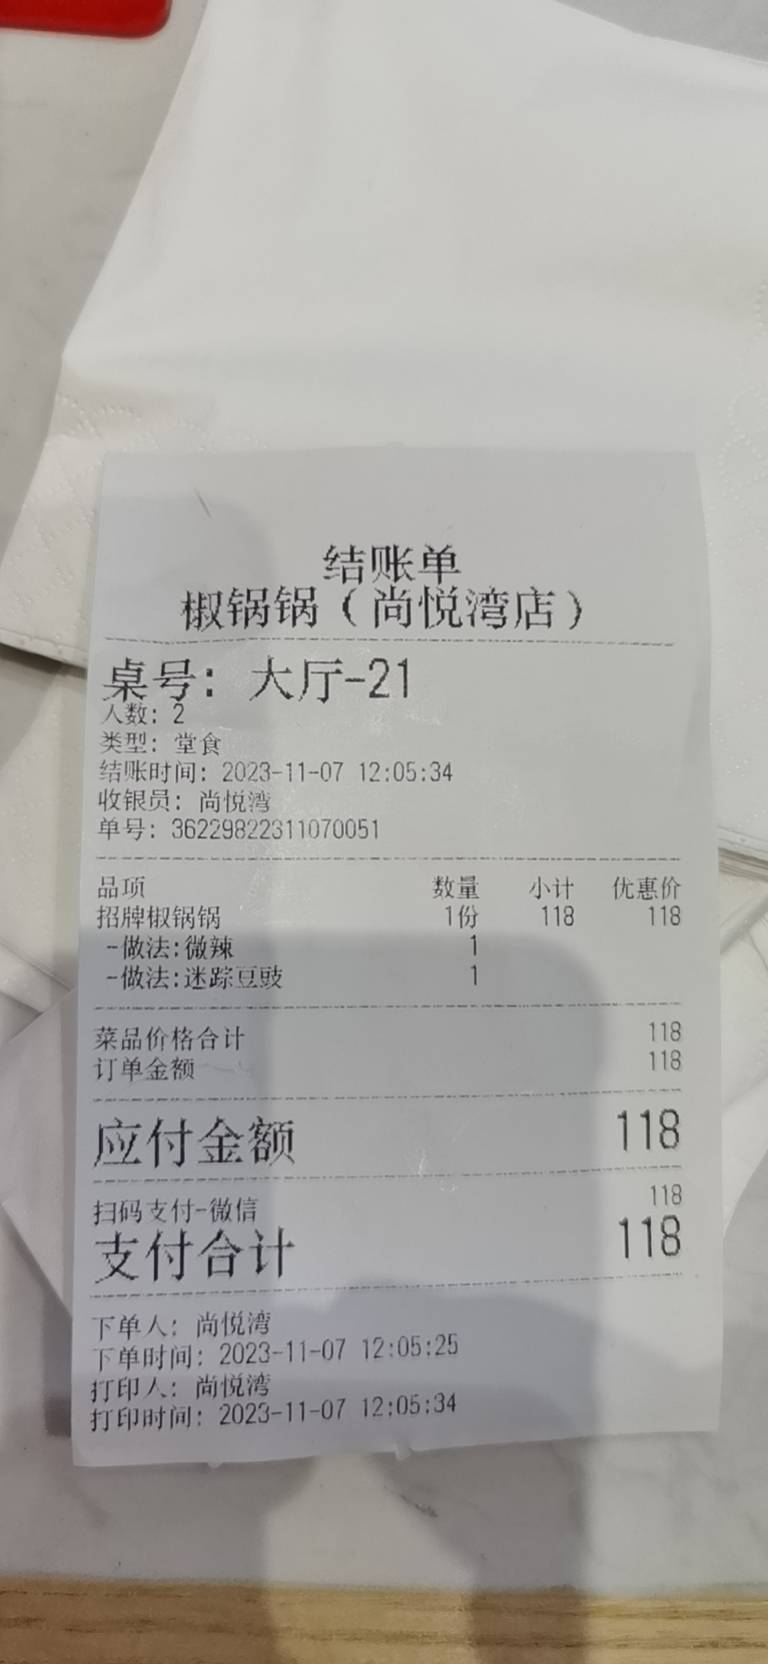 结账单
椒锅锅（尚悦湾店）
桌号：大厅-21
人数：2
类型：堂食
结账时间：2023-11-07 12:05:34
收银员：尚悦湾
单号：36229822311070051
品项 数量 小计 优惠价
招牌椒锅锅 1份 118 118
-做法:微辣 1
-做法:迷踪豆豉 1
菜品价格合计 118
订单金额 118
应付金额 118
扫码支付-微信 118
支付合计 118
下单人：尚悦湾
下单时间：2023-11-07 12:05:25
打印人：尚悦湾
打印时间：2023-11-07 12:05:34